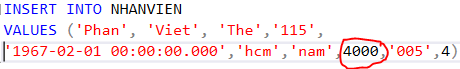 INSERT INTO NHANVIEN
VALUES ('Phan', 'Viet', 'The','115',
'1967-02-01 00:00:00.000','hcm','nam',4000,'005',4)